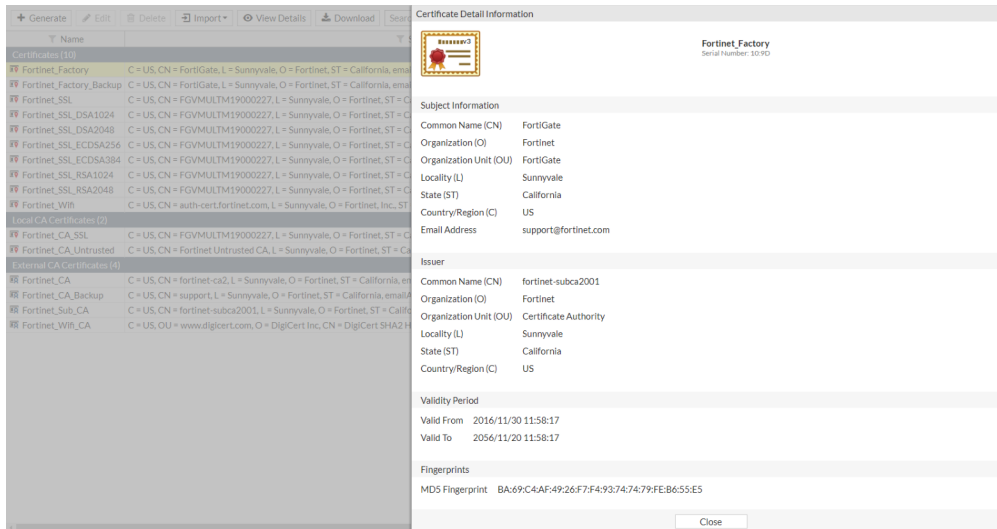 Generate Edit Delete Import View Details Download Sear
Name
Certificates (10)
Fortinet_Factory C = US, CN = FortiGate, L = Sunnyvale, O = Fortinet, ST = California, emai
Fortinet_Factory_Backup C = US, CN = FortiGate, L = Sunnyvale, O = Fortinet, ST = California, emai
Fortinet_SSL C = US, CN = FGVMULTM19000227, L = Sunnyvale, O = Fortinet, ST = C
Fortinet_SSL_DSA1024 C = US, CN = FGVMULTM19000227, L = Sunnyvale, O = Fortinet, ST = C
Fortinet_SSL_DSA2048 C = US, CN = FGVMULTM19000227, L = Sunnyvale, O = Fortinet, ST = C
Fortinet_SSL_ECDSA256 C = US, CN = FGVMULTM19000227, L = Sunnyvale, O = Fortinet, ST = C
Fortinet_SSL_ECDSA384 C = US, CN = FGVMULTM19000227, L = Sunnyvale, O = Fortinet, ST = C
Fortinet_SSL_RSA1024 C = US, CN = FGVMULTM19000227, L = Sunnyvale, O = Fortinet, ST = C
Fortinet_SSL_RSA2048 C = US, CN = FGVMULTM19000227, L = Sunnyvale, O = Fortinet, ST = C
Fortinet_Wifi C = US, CN = auth-cert.fortinet.com, L = Sunnyvale, O = Fortinet, Inc., ST
Local CA Certificates (2)
Fortinet_CA_SSL C = US, CN = FGVMULTM19000227, L = Sunnyvale, O = Fortinet, ST = C
Fortinet_CA_Untrusted C = US, CN = Fortinet Untrusted CA, L = Sunnyvale, O = Fortinet, ST = Ca
External CA Certificates (4)
Fortinet_CA C = US, CN = fortinet-ca2, L = Sunnyvale, O = Fortinet, ST = California, em
Fortinet_CA_Backup C = US, CN = support, L = Sunnyvale, O = Fortinet, ST = California, emailA
Fortinet_Sub_CA C = US, CN = fortinet-subca2001, L = Sunnyvale, O = Fortinet, ST = Califo
Fortinet_Wifi_CA C = US, OU = www.digicert.com, O = DigiCert Inc, CN = DigiCert SHA2 H
Certificate Detail Information
v3
Fortinet_Factory
Serial Number: 10:9D
Subject Information
Common Name (CN) FortiGate
Organization (O) Fortinet
Organization Unit (OU) FortiGate
Locality (L) Sunnyvale
State (ST) California
Country/Region (C) US
Email Address support@fortinet.com
Issuer
Common Name (CN) fortinet-subca2001
Organization (O) Fortinet
Organization Unit (OU) Certificate Authority
Locality (L) Sunnyvale
State (ST) California
Country/Region (C) US
Validity Period
Valid From 2016/11/30 11:58:17
Valid To 2056/11/20 11:58:17
Fingerprints
MD5 Fingerprint BA:69:C4:AF:49:26:F7:F4:93:74:74:79:FE:B6:55:E5
Close